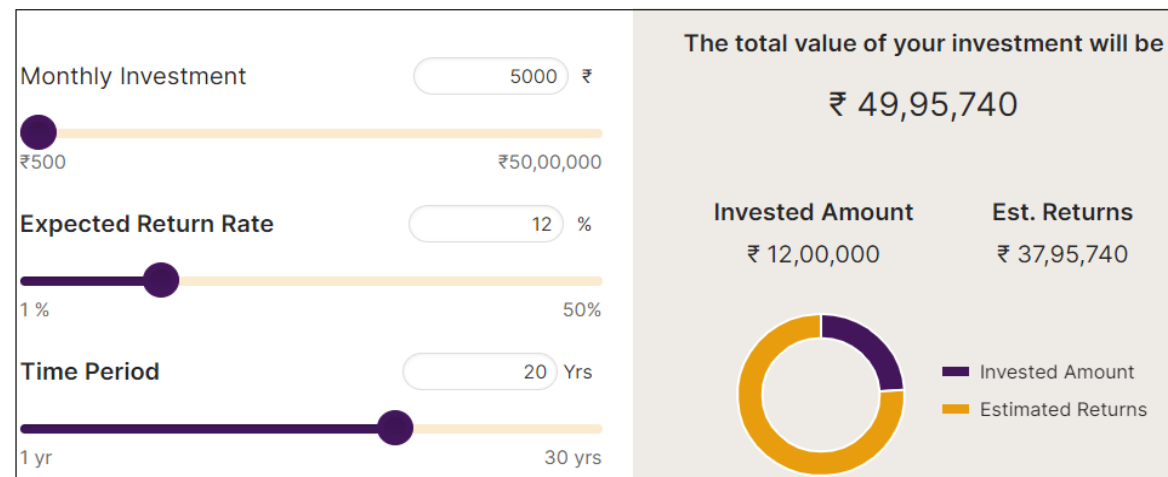 Monthly Investment 5000 ₹
₹500 ₹50,00,000
Expected Return Rate 12 %
1 % 50%
Time Period 20 Yrs
1 yr 30 yrs
The total value of your investment will be
₹ 49,95,740
Invested Amount Est. Returns
₹ 12,00,000 ₹ 37,95,740
Invested Amount
Estimated Returns